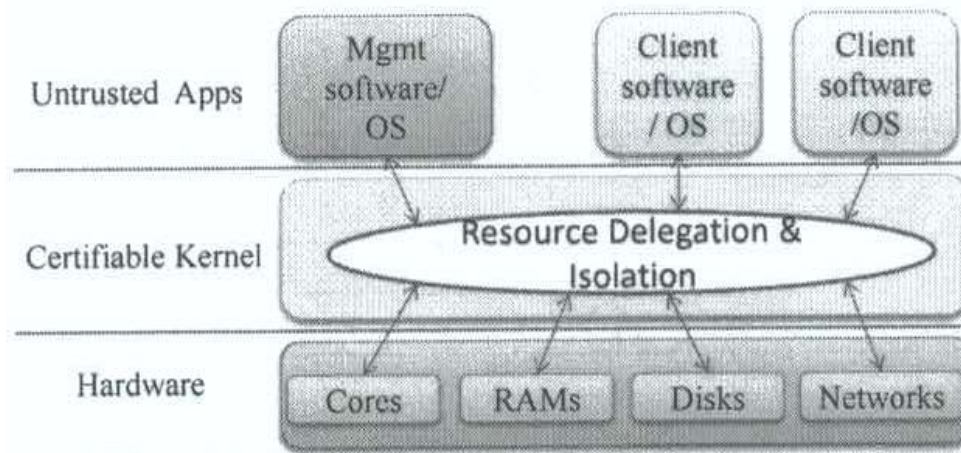 Untrusted Apps
Mgmt
software/
OS
Client
software
/ OS
Client
software
/OS
Certifiable Kernel
Resource Delegation &
Isolation
Hardware
Cores
RAMs
Disks
Networks